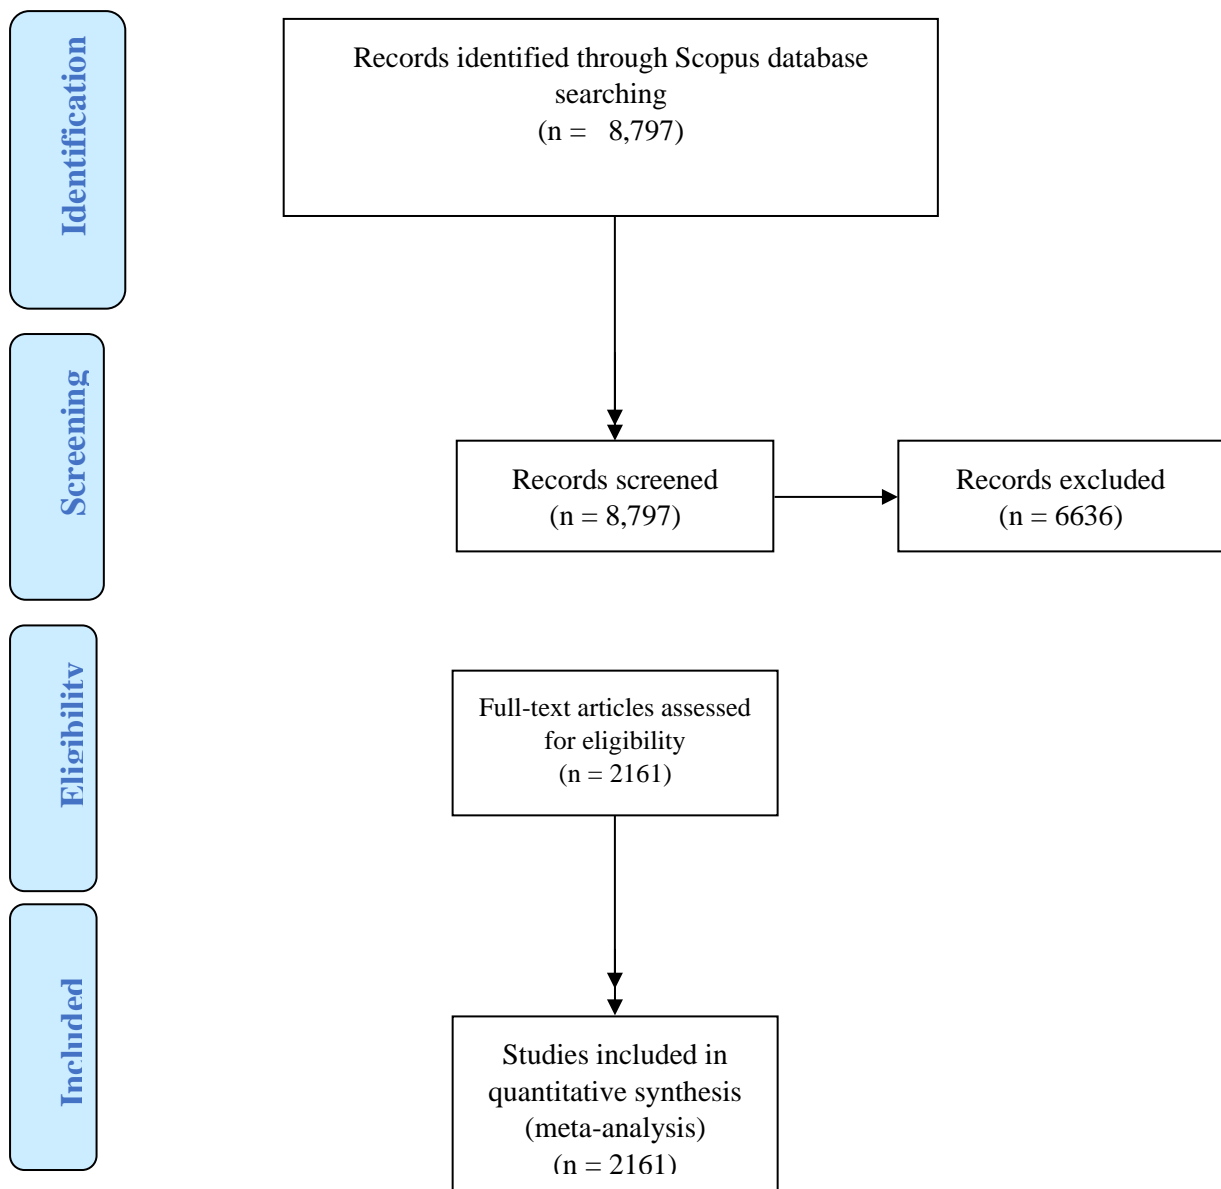 Identification
Records identified through Scopus database
searching
(n =   8,797)
Screening
Records screened
(n = 8,797)
Records excluded
(n = 6636)
Eligibility
Full-text articles assessed
for eligibility
(n = 2161)
Included
Studies included in
quantitative synthesis
(meta-analysis)
(n = 2161)